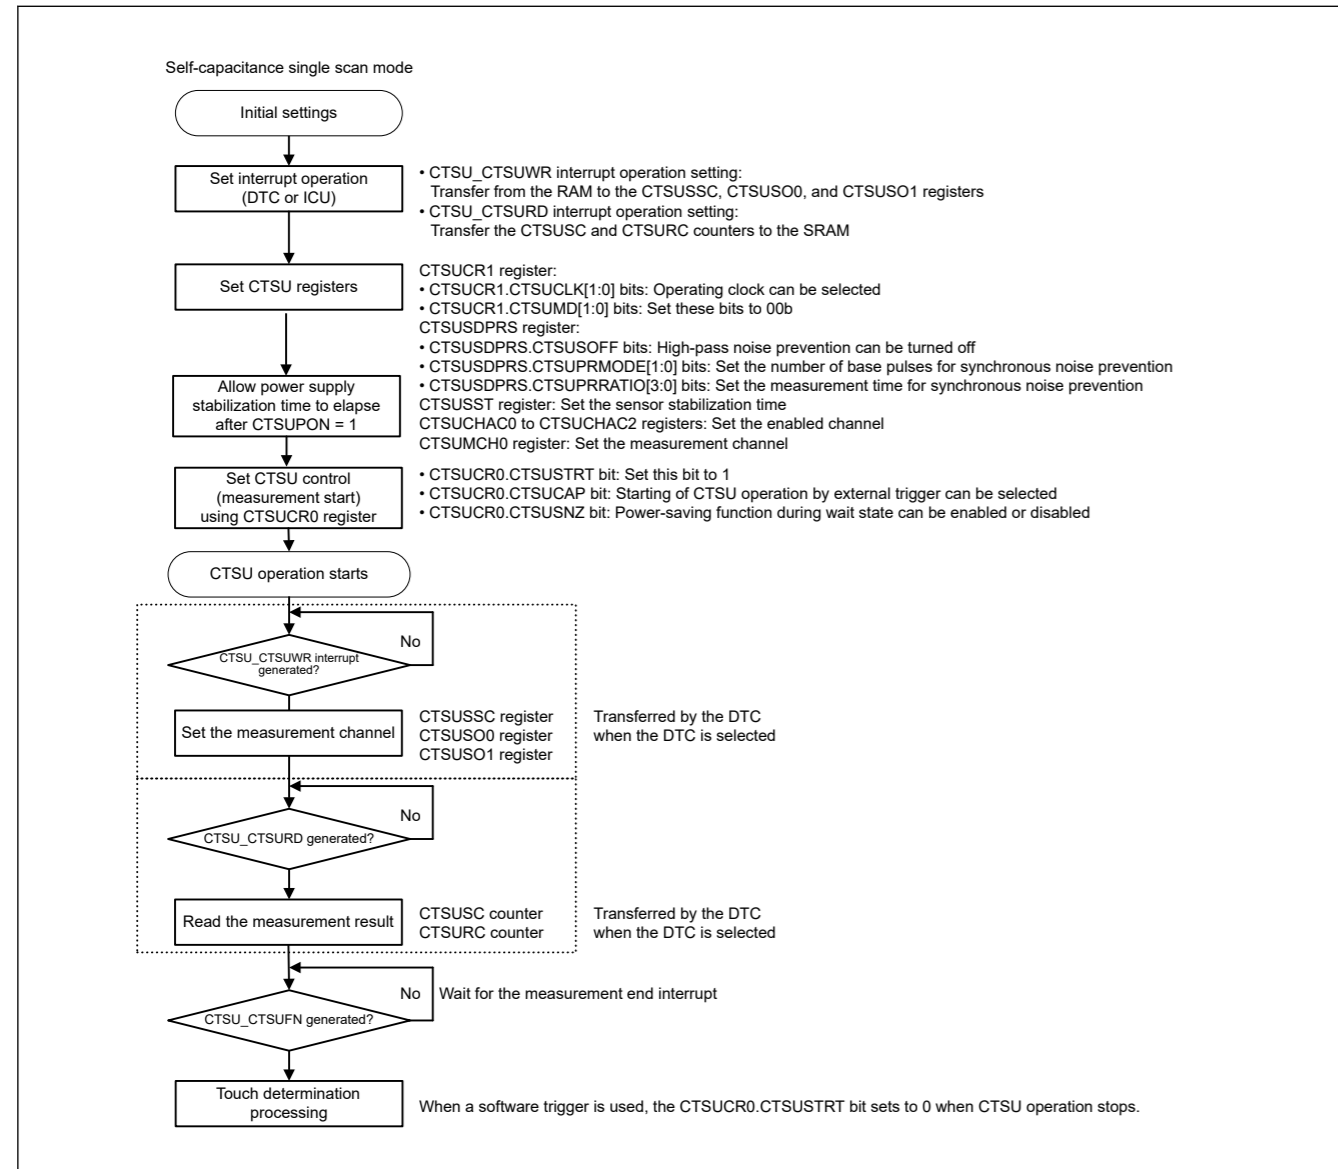 Self-capacitance single scan mode
Initial settings
Set interrupt operation
(DTC or ICU)
• CTSU_CTSUWR interrupt operation setting:
Transfer from the RAM to the CTSUSSC, CTSUSO0, and CTSUSO1 registers
• CTSU_CTSURD interrupt operation setting:
Transfer the CTSUSC and CTSURC counters to the SRAM
Set CTSU registers
CTSUCR1 register:
• CTSUCR1.CTSUCLK[1:0] bits: Operating clock can be selected
• CTSUCR1.CTSUMD[1:0] bits: Set these bits to 00b
CTSUSDPRS register:
• CTSUSDPRS.CTSUSOFF bits: High-pass noise prevention can be turned off
• CTSUSDPRS.CTSUPRMODE[1:0] bits: Set the number of base pulses for synchronous noise prevention
• CTSUSDPRS.CTSUPRRATIO[3:0] bits: Set the measurement time for synchronous noise prevention
CTSUSST register: Set the sensor stabilization time
CTSUCHAC0 to CTSUCHAC2 registers: Set the enabled channel
CTSUMCH0 register: Set the measurement channel
Allow power supply
stabilization time to elapse
after CTSUPON = 1
Set CTSU control
(measurement start)
using CTSUCR0 register
• CTSUCR0.CTSUSTRT bit: Set this bit to 1
• CTSUCR0.CTSUCAP bit: Starting of CTSU operation by external trigger can be selected
• CTSUCR0.CTSUSNZ bit: Power-saving function during wait state can be enabled or disabled
CTSU operation starts
No
CTSU_CTSUWR interrupt
generated?
Set the measurement channel
CTSUSSC register
CTSUSO0 register
CTSUSO1 register
Transferred by the DTC
when the DTC is selected
No
CTSU_CTSURD generated?
Read the measurement result
CTSUSC counter
CTSURC counter
Transferred by the DTC
when the DTC is selected
No
Wait for the measurement end interrupt
CTSU_CTSUFN generated?
Touch determination
processing
When a software trigger is used, the CTSUCR0.CTSUSTRT bit sets to 0 when CTSU operation stops.